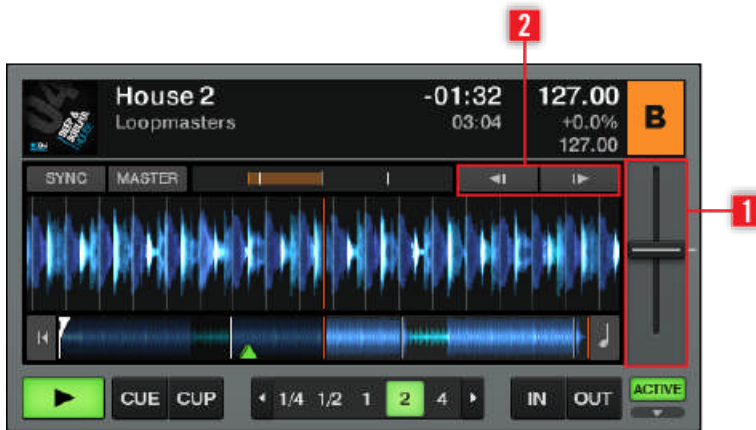 2
House 2
-01:32
127.00
B
Loopmasters
03:04
+0.0%
127.00
SYNC
MASTER
1
CUE
CUP
1/4
1/2
1
2
4
IN
OUT
ACTIVE